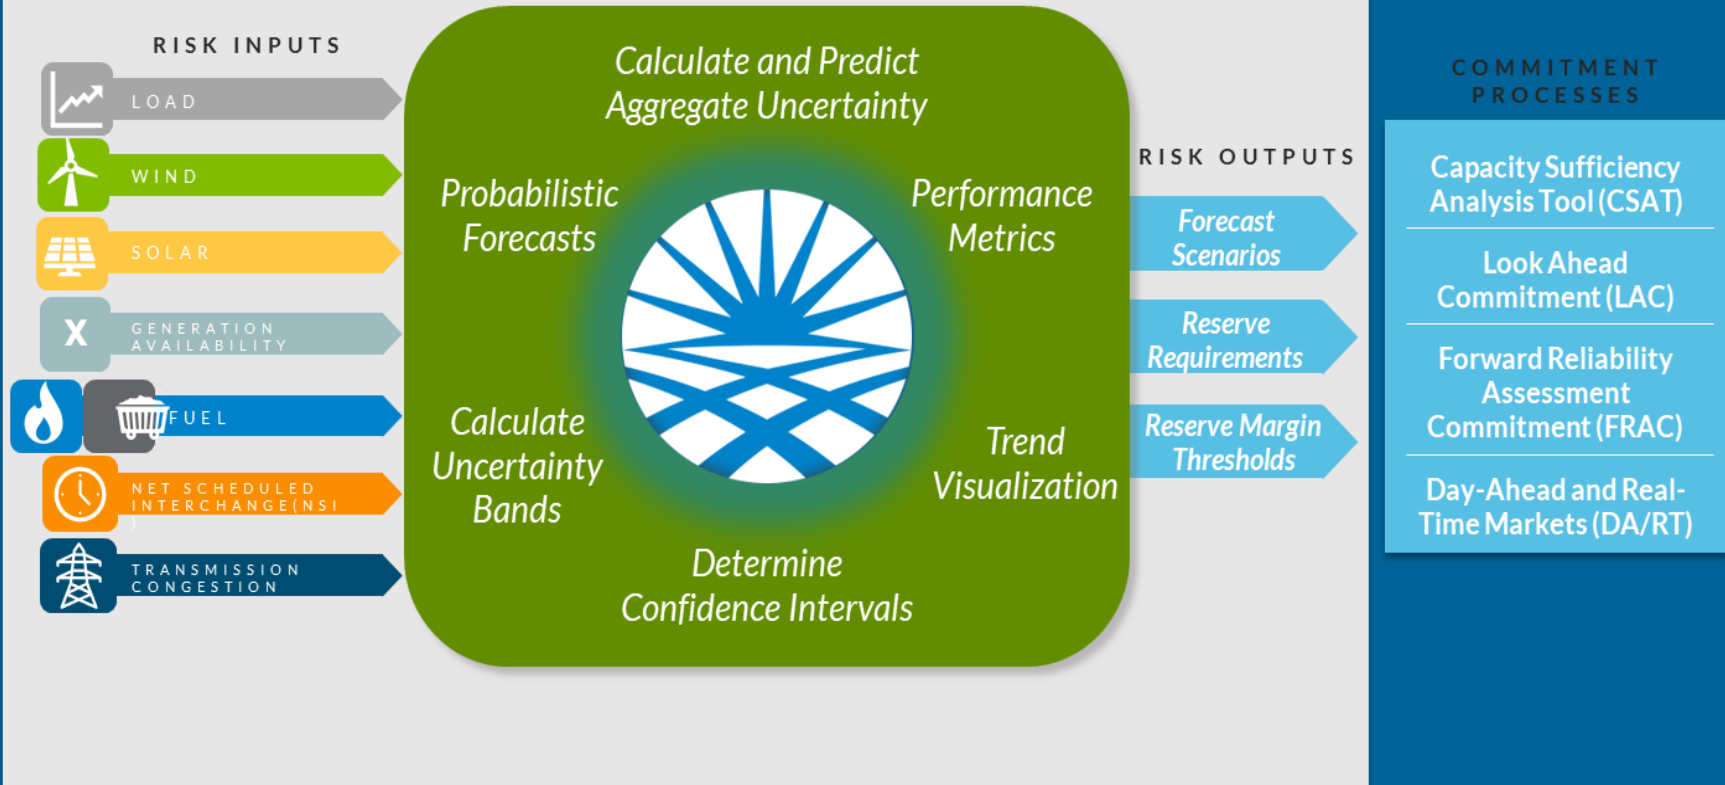 RISK INPUTS
LOAD
WIND
SOLAR
X
GENERATION
AVAILABILITY
FUEL
NET SCHEDULED
INTERCHANGE(NSI
)
TRANSMISSION
CONGESTION
Calculate and Predict
Aggregate Uncertainty
Probabilistic
Forecasts
Performance
Metrics
Calculate
Uncertainty
Bands
Trend
Visualization
Determine
Confidence Intervals
RISK OUTPUTS
Forecast
Scenarios
Reserve
Requirements
Reserve Margin
Thresholds
COMMITMENT
PROCESSES
Capacity Sufficiency
Analysis Tool (CSAT)
Look Ahead
Commitment (LAC)
Forward Reliability
Assessment
Commitment (FRAC)
Day-Ahead and Real-
Time Markets (DA/RT)